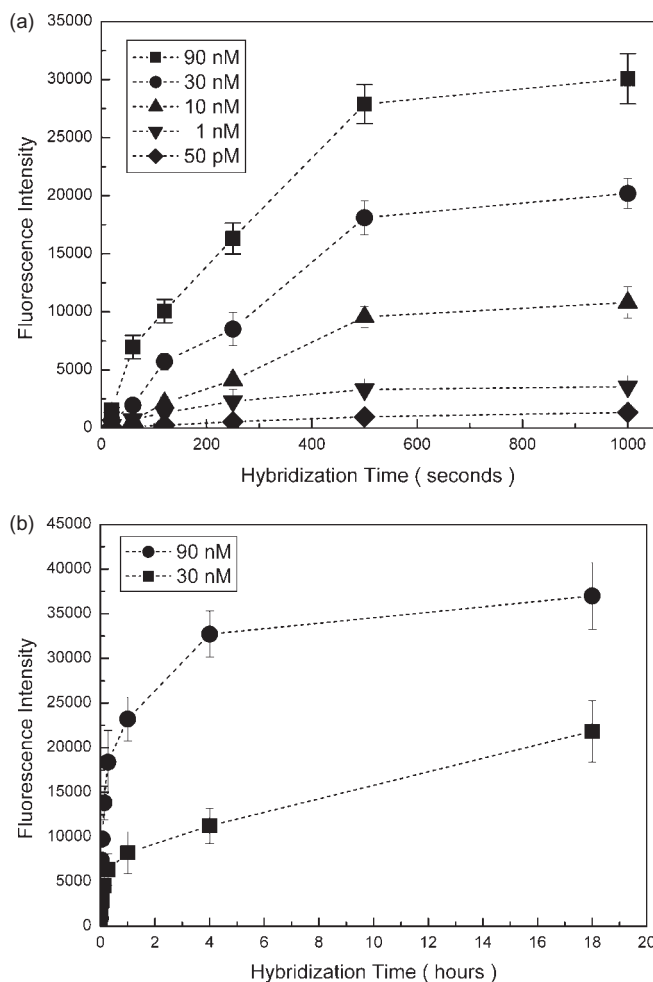 (a)
35000
30000
25000
20000
15000
10000
5000
0
Fluorescence Intensity
90 nM
30 nM
10 nM
1 nM
50 pM
0 200 400 600 800 1000
Hybridization Time ( seconds )
(b)
45000
40000
35000
30000
25000
20000
15000
10000
5000
0
Fluorescence Intensity
90 nM
30 nM
0 2 4 6 8 10 12 14 16 18 20
Hybridization Time ( hours )